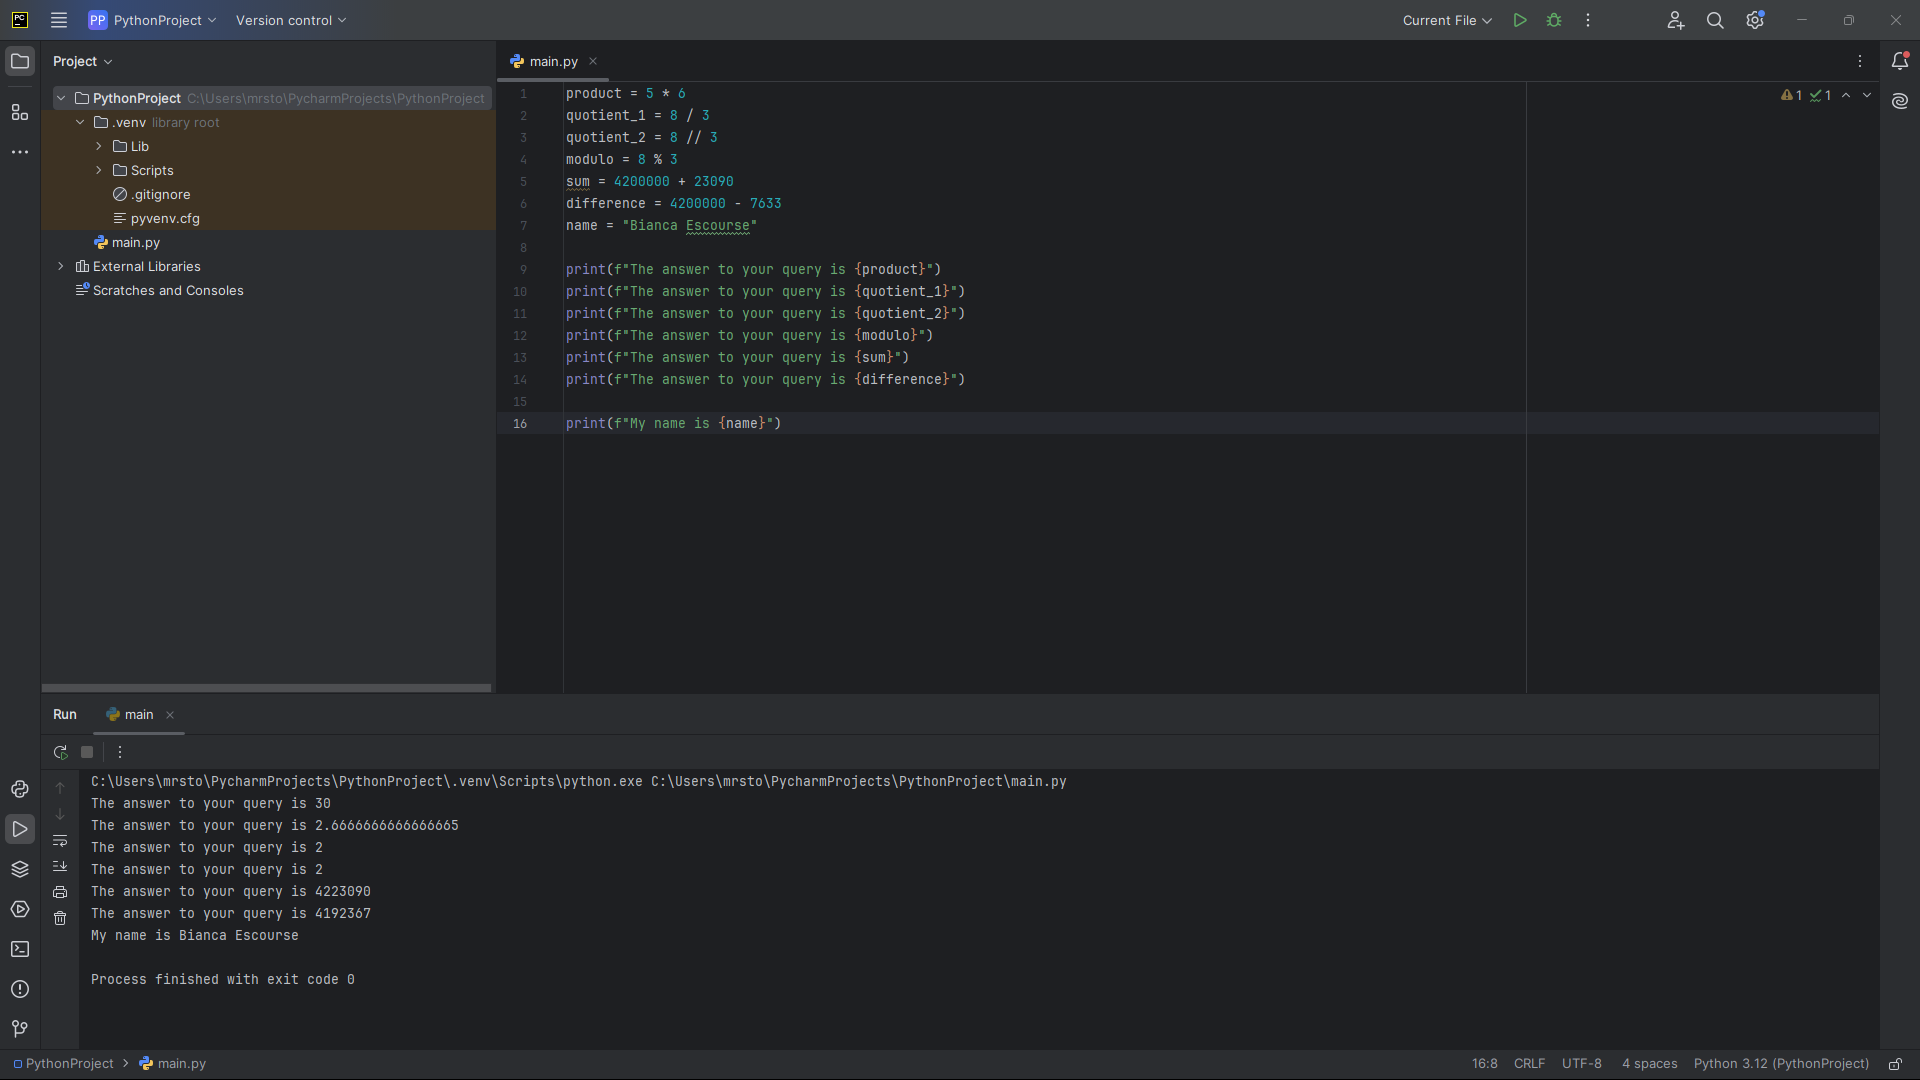 PC PP PythonProject Version control Current File
Project
main.py
PythonProject C:\Users\mrsto\PycharmProjects\PythonProject
.venv library root
Lib
Scripts
.gitignore
pyvenv.cfg
main.py
External Libraries
Scratches and Consoles
1 product = 5 * 6
2 quotient_1 = 8 / 3
3 quotient_2 = 8 // 3
4 modulo = 8 % 3
5 sum = 4200000 + 23090
6 difference = 4200000 - 7633
7 name = "Bianca Escourse"
8
9 print(f"The answer to your query is {product}")
10 print(f"The answer to your query is {quotient_1}")
11 print(f"The answer to your query is {quotient_2}")
12 print(f"The answer to your query is {modulo}")
13 print(f"The answer to your query is {sum}")
14 print(f"The answer to your query is {difference}")
15
16 print(f"My name is {name}")
1 1
Run main
C:\Users\mrsto\PycharmProjects\PythonProject\.venv\Scripts\python.exe C:\Users\mrsto\PycharmProjects\PythonProject\main.py
The answer to your query is 30
The answer to your query is 2.6666666666666665
The answer to your query is 2
The answer to your query is 2
The answer to your query is 4223090
The answer to your query is 4192367
My name is Bianca Escourse
Process finished with exit code 0
PythonProject main.py 16:8 CRLF UTF-8 4 spaces Python 3.12 (PythonProject)